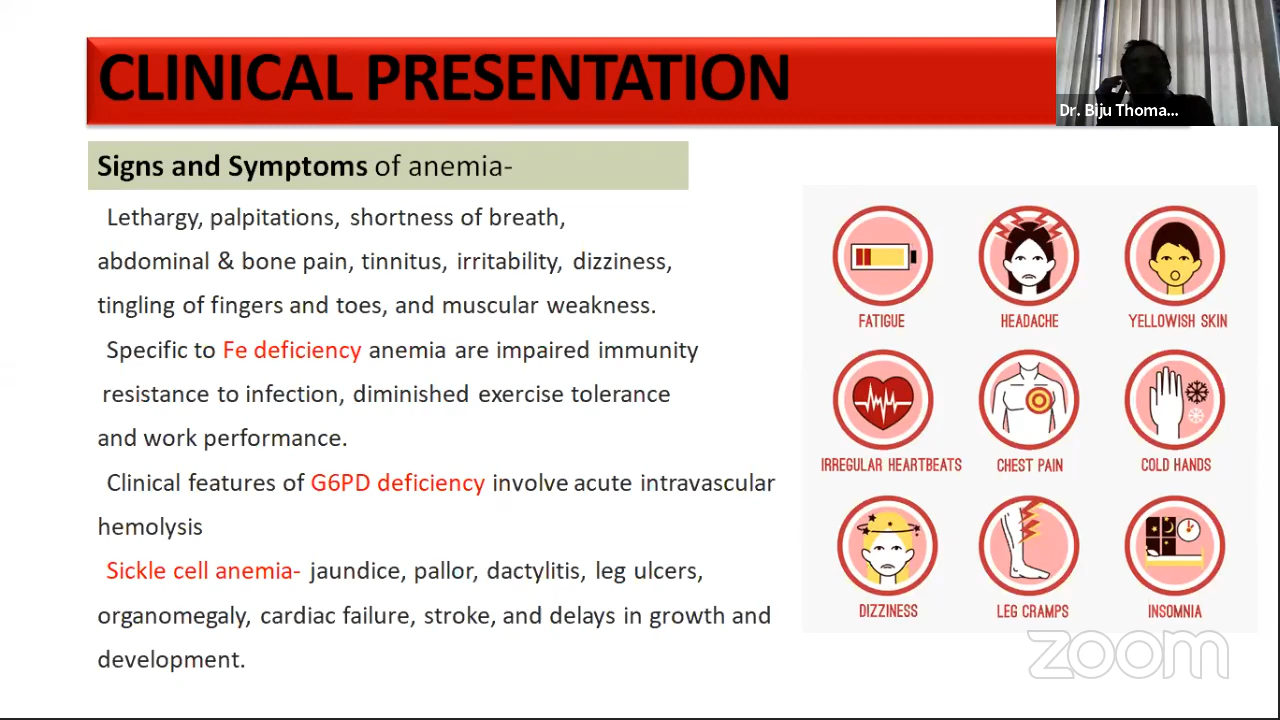 CLINICAL PRESENTATION
Dr. Biju Thoma...
Signs and Symptoms of anemia-
Lethargy, palpitations, shortness of breath,
abdominal & bone pain, tinnitus, irritability, dizziness,
tingling of fingers and toes, and muscular weakness.
Specific to Fe deficiency anemia are impaired immunity
resistance to infection, diminished exercise tolerance
and work performance.
Clinical features of G6PD deficiency involve acute intravascular
hemolysis
Sickle cell anemia- jaundice, pallor, dactylitis, leg ulcers,
organomegaly, cardiac failure, stroke, and delays in growth and
development.
FATIGUE
HEADACHE
YELLOWISH SKIN
IRREGULAR HEARTBEATS
CHEST PAIN
COLD HANDS
DIZZINESS
LEG CRAMPS
INSOMNIA
zoom